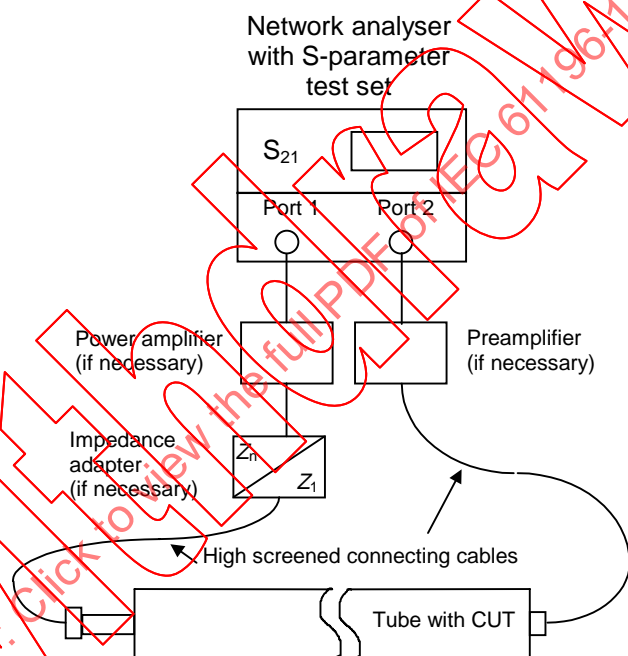 Network analyser
with S-parameter
test set
S21
Port 1
Port 2
Power amplifier
(if necessary)
Preamplifier
(if necessary)
Impedance
adapter
(if necessary)
Zn
Z1
High screened connecting cables
Tube with CUT
: Click to view the full PDF of IEC 61196-1